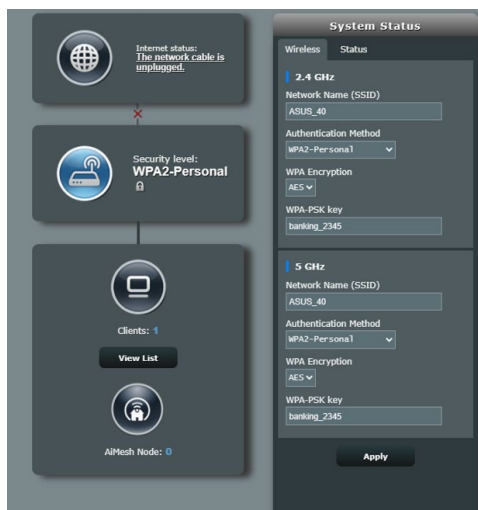 Internet status:
The network cable is
unplugged.
Security level:
WPA2-Personal
Clients: 1
View List
AiMesh Node: 0
System Status
Wireless Status
2.4 GHz
Network Name (SSID)
ASUS_40
Authentication Method
WPA2-Personal
WPA Encryption
AES
WPA-PSK key
banking_2345
5 GHz
Network Name (SSID)
ASUS_40
Authentication Method
WPA2-Personal
WPA Encryption
AES
WPA-PSK key
banking_2345
Apply